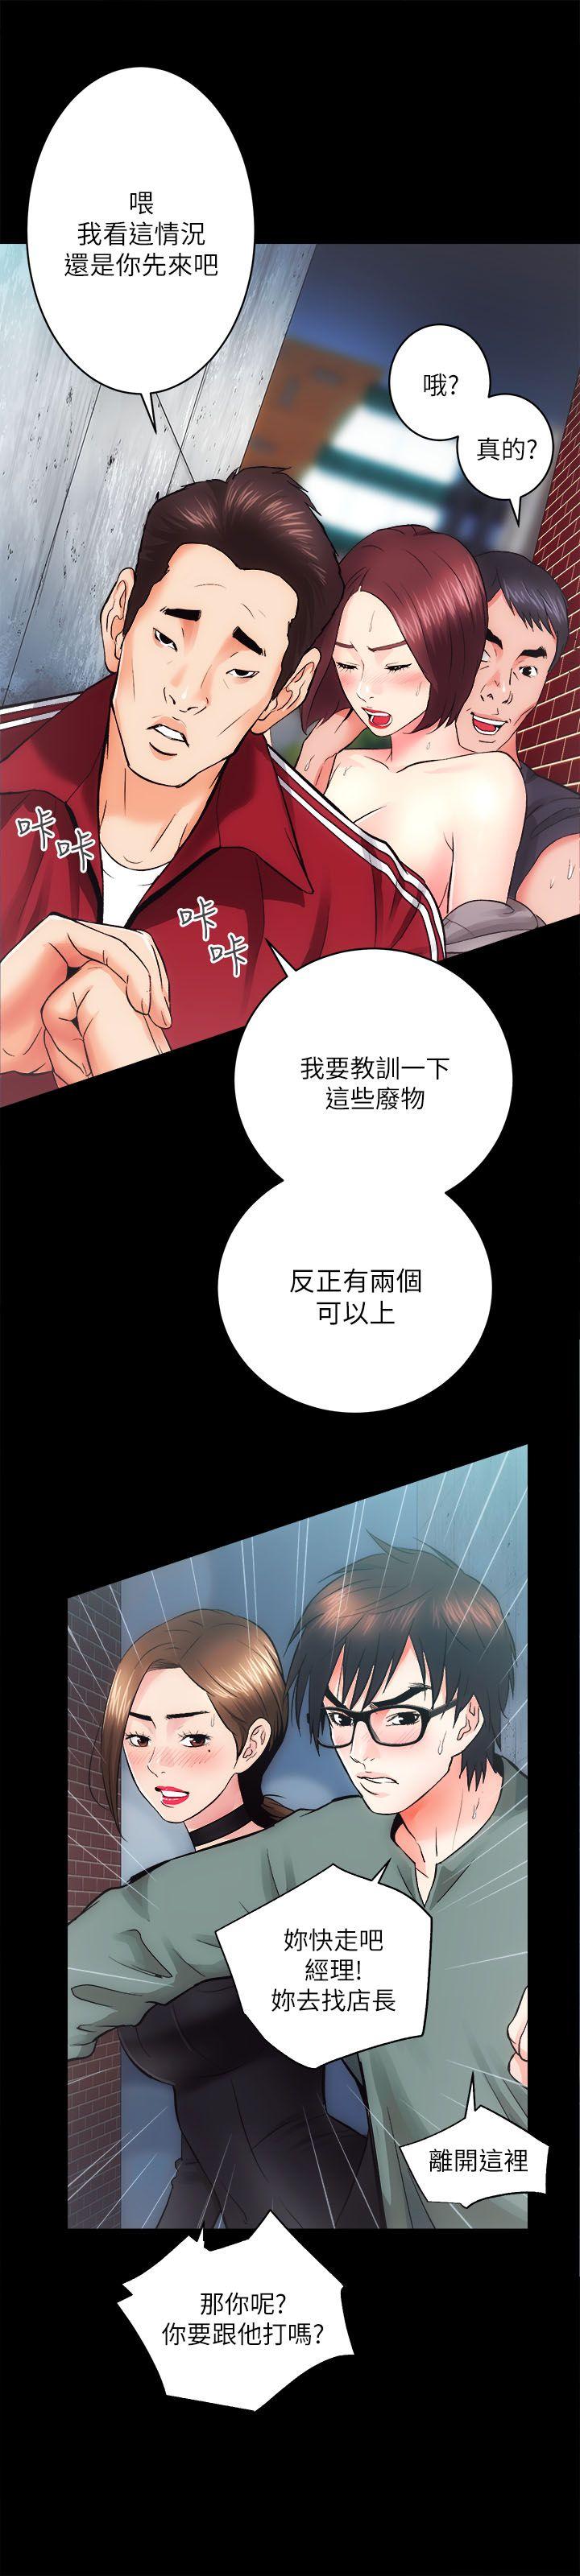 喂
我看這情況
還是你先來吧
哦?
真的?
咔
咔
咔
咔
我要教訓一下
這些廢物
反正有兩個
可以上
妳快走吧
經理!
妳去找店長
離開這裡
那你呢?
你要跟他打嗎?